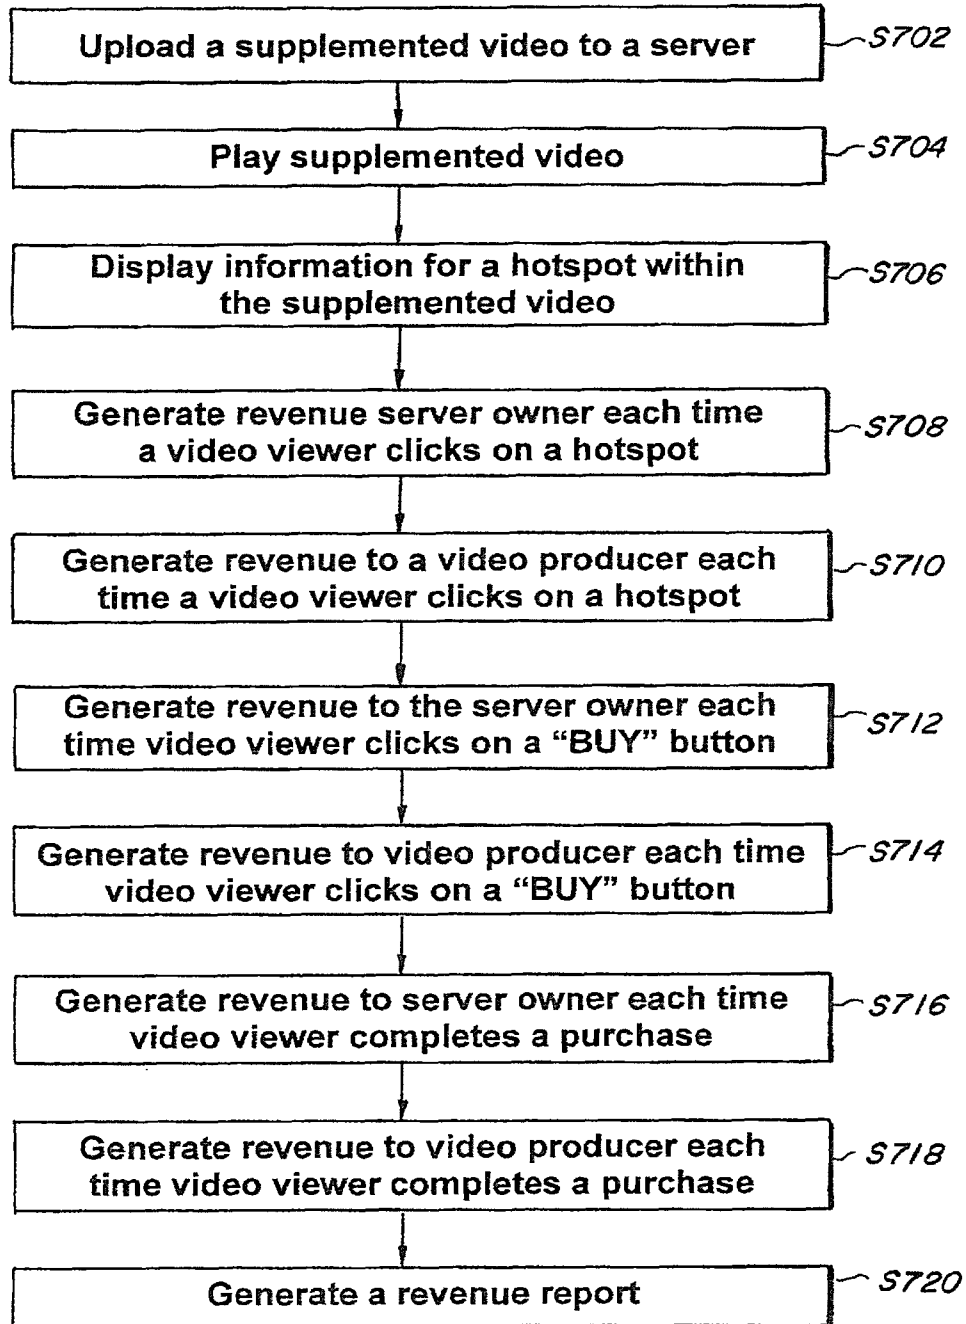 Upload a supplemented video to a server
S702
Play supplemented video
S704
Display information for a hotspot within
the supplemented video
S706
Generate revenue server owner each time
a video viewer clicks on a hotspot
S708
Generate revenue to a video producer each
time a video viewer clicks on a hotspot
S710
Generate revenue to the server owner each
time video viewer clicks on a “BUY” button
S712
Generate revenue to video producer each time
video viewer clicks on a “BUY” button
S714
Generate revenue to server owner each time
video viewer completes a purchase
S716
Generate revenue to video producer each
time video viewer completes a purchase
S718
Generate a revenue report
S720